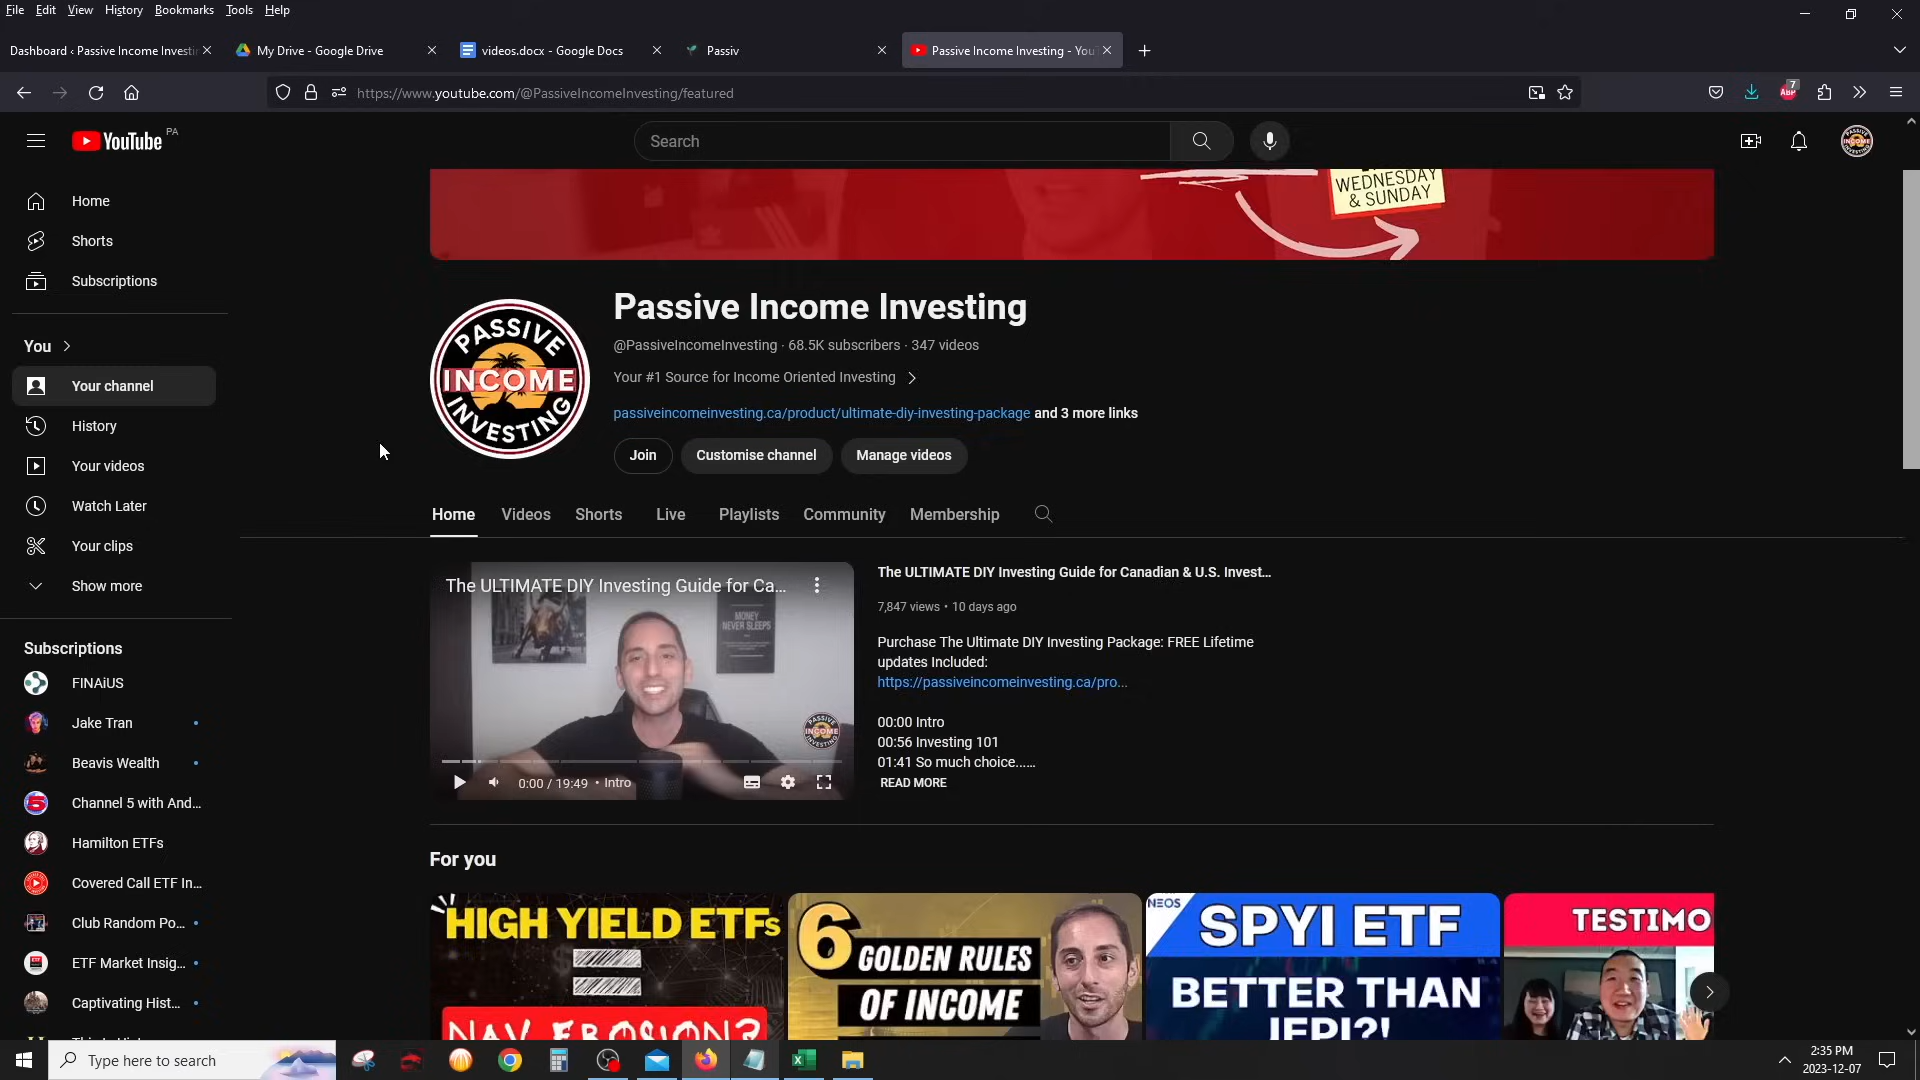 File Edit View History Bookmarks Tools Help
Dashboard ‹ Passive Income Investi
My Drive - Google Drive
videos.docx - Google Docs
Passiv
Passive Income Investing - You
https://www.youtube.com/@PassiveIncomeInvesting/featured
7
ABP
YouTube PA
Search
Home
Shorts
Subscriptions
You
Your channel
History
Your videos
Watch Later
Your clips
Show more
Subscriptions
FINAiUS
Jake Tran
Beavis Wealth
Channel 5 with And...
Hamilton ETFs
Covered Call ETF In...
Club Random Po...
ETF Market Insig...
Captivating Hist...
WEDNESDAY
& SUNDAY
PASSIVE
INCOME
INVESTING
Passive Income Investing
@PassiveIncomeInvesting · 68.5K subscribers · 347 videos
Your #1 Source for Income Oriented Investing
passiveincomeinvesting.ca/product/ultimate-diy-investing-package and 3 more links
Join Customise channel Manage videos
Home Videos Shorts Live Playlists Community Membership
The ULTIMATE DIY Investing Guide for Ca...
MONEY
NEVER SLEEPS
PASSIVE
INCOME
INVESTING
0:00 / 19:49 • Intro
The ULTIMATE DIY Investing Guide for Canadian & U.S. Invest...
7,847 views • 10 days ago
Purchase The Ultimate DIY Investing Package: FREE Lifetime
updates Included:
https://passiveincomeinvesting.ca/pro...
00:00 Intro
00:56 Investing 101
01:41 So much choice......
READ MORE
For you
HIGH YIELD ETFs
NAV EROSION?
6 GOLDEN RULES
OF INCOME
NEOS
SPYI ETF
BETTER THAN
JEPI?!
TESTIMO
Type here to search
2:35 PM
2023-12-07